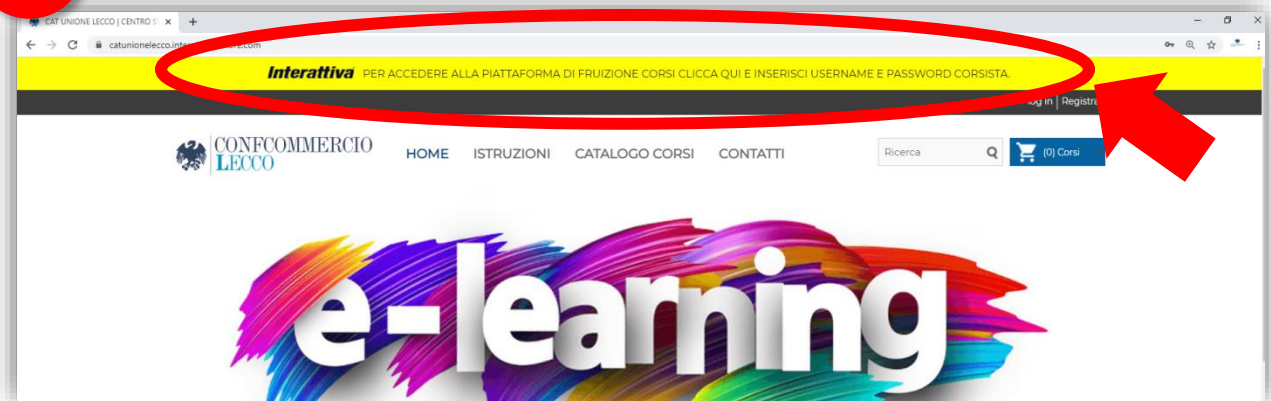 CAT UNIONE LECCO | CENTRO S
catunionelecco.inter
Interattiva PER ACCEDERE ALLA PIATTAFORMA DI FRUIZIONE CORSI CLICCA QUI E INSERISCI USERNAME E PASSWORD CORSISTA.
log in | Registra
CONFCOMMERCIO
LECCO
HOME ISTRUZIONI CATALOGO CORSI CONTATTI
Ricerca
(0) Corsi
e-learning